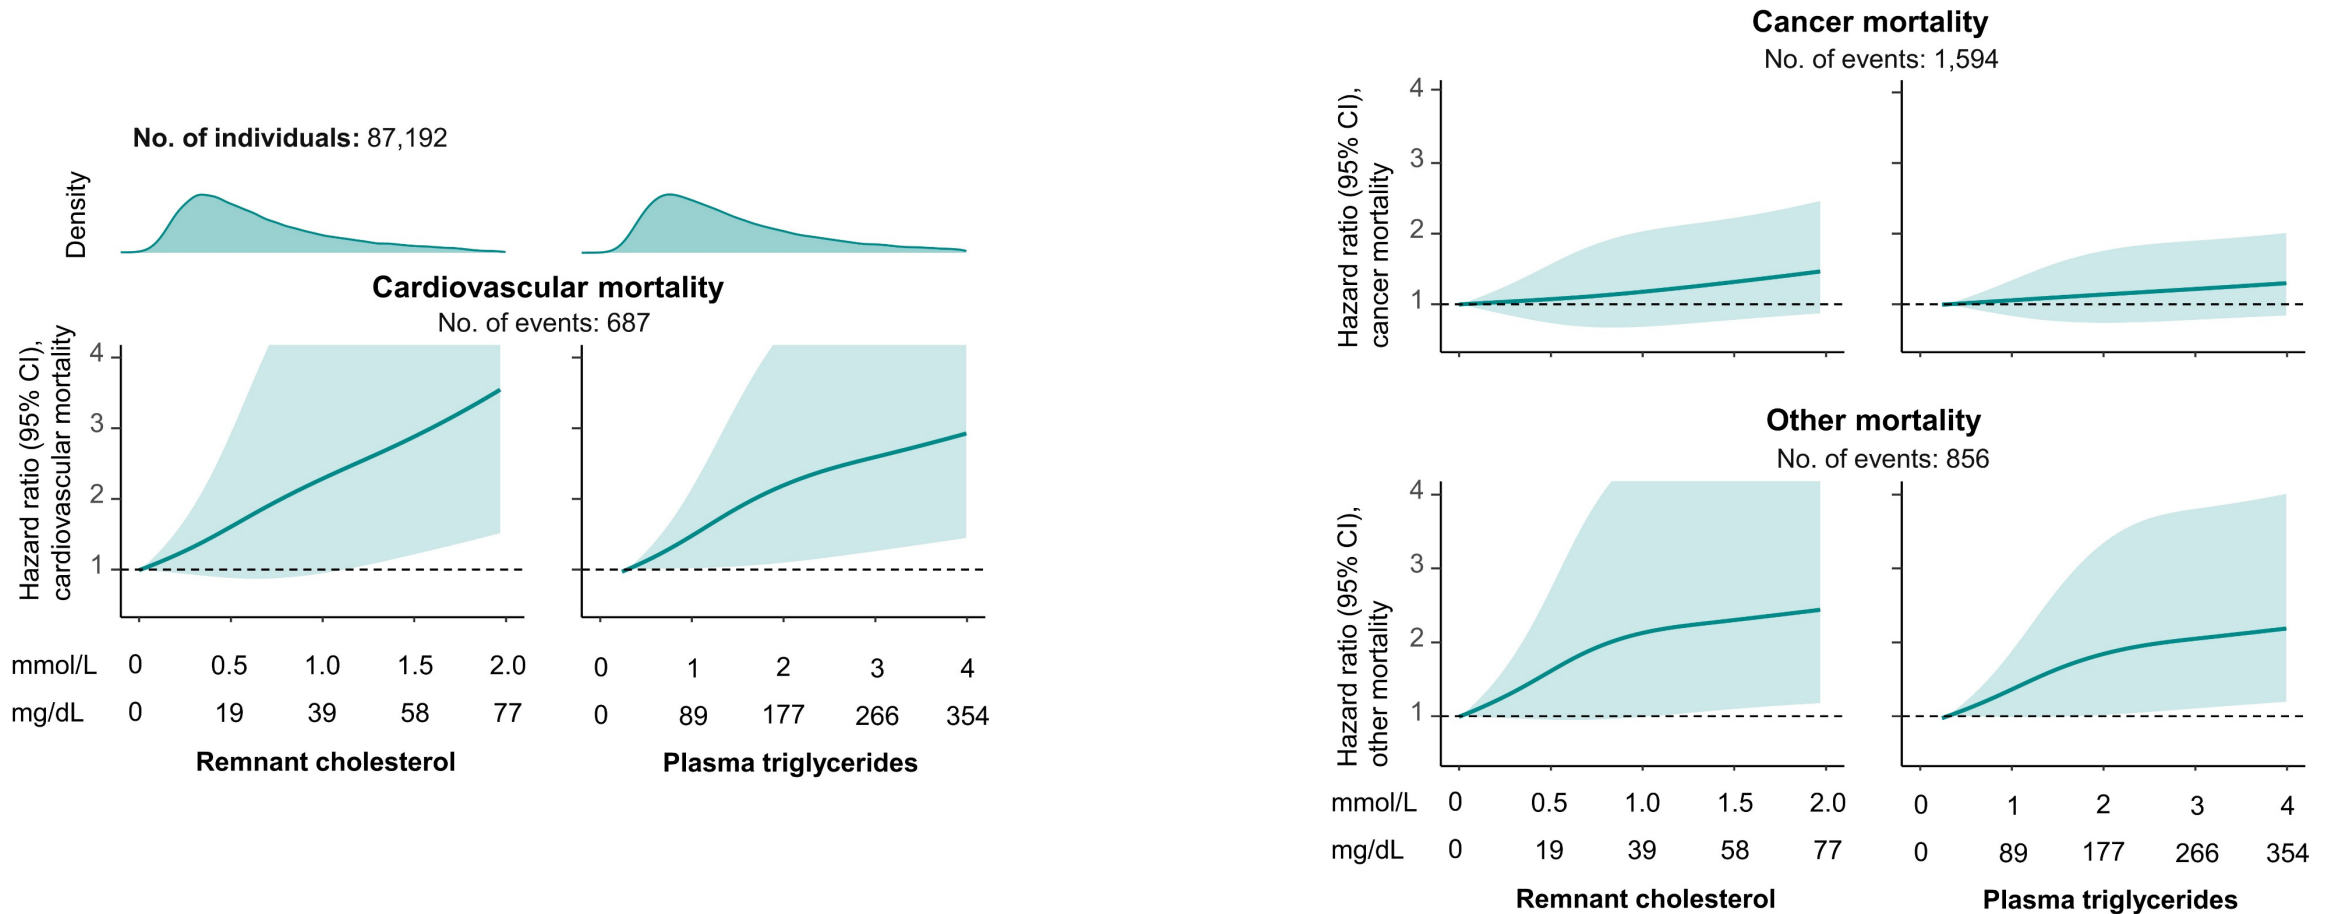 No. of individuals: 87,192
Density
Cardiovascular mortality
No. of events: 687
Hazard ratio (95% CI),
cardiovascular mortality
4
3
2
1
mmol/L 0 0.5 1.0 1.5 2.0 0 1 2 3 4
mg/dL 0 19 39 58 77 0 89 177 266 354
Remnant cholesterol Plasma triglycerides
Cancer mortality
No. of events: 1,594
Hazard ratio (95% CI),
cancer mortality
4
3
2
1
Other mortality
No. of events: 856
Hazard ratio (95% CI),
other mortality
4
3
2
1
mmol/L 0 0.5 1.0 1.5 2.0 0 1 2 3 4
mg/dL 0 19 39 58 77 0 89 177 266 354
Remnant cholesterol Plasma triglycerides